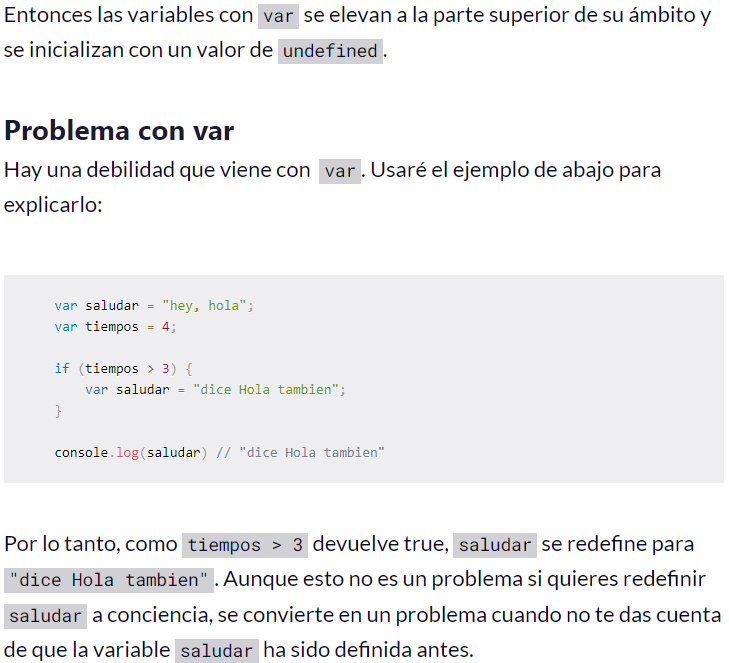 Entonces las variables con var se elevan a la parte superior de su ámbito y
se inicializan con un valor de undefined.
Problema con var
Hay una debilidad que viene con var. Usaré el ejemplo de abajo para
explicarlo:
var saludar = "hey, hola";
var tiempos = 4;
if (tiempos > 3) {
    var saludar = "dice Hola tambien";
}
console.log(saludar) // "dice Hola tambien"
Por lo tanto, como tiempos > 3 devuelve true, saludar se redefine para
"dice Hola tambien". Aunque esto no es un problema si quieres redefinir
saludar a conciencia, se convierte en un problema cuando no te das cuenta
de que la variable saludar ha sido definida antes.